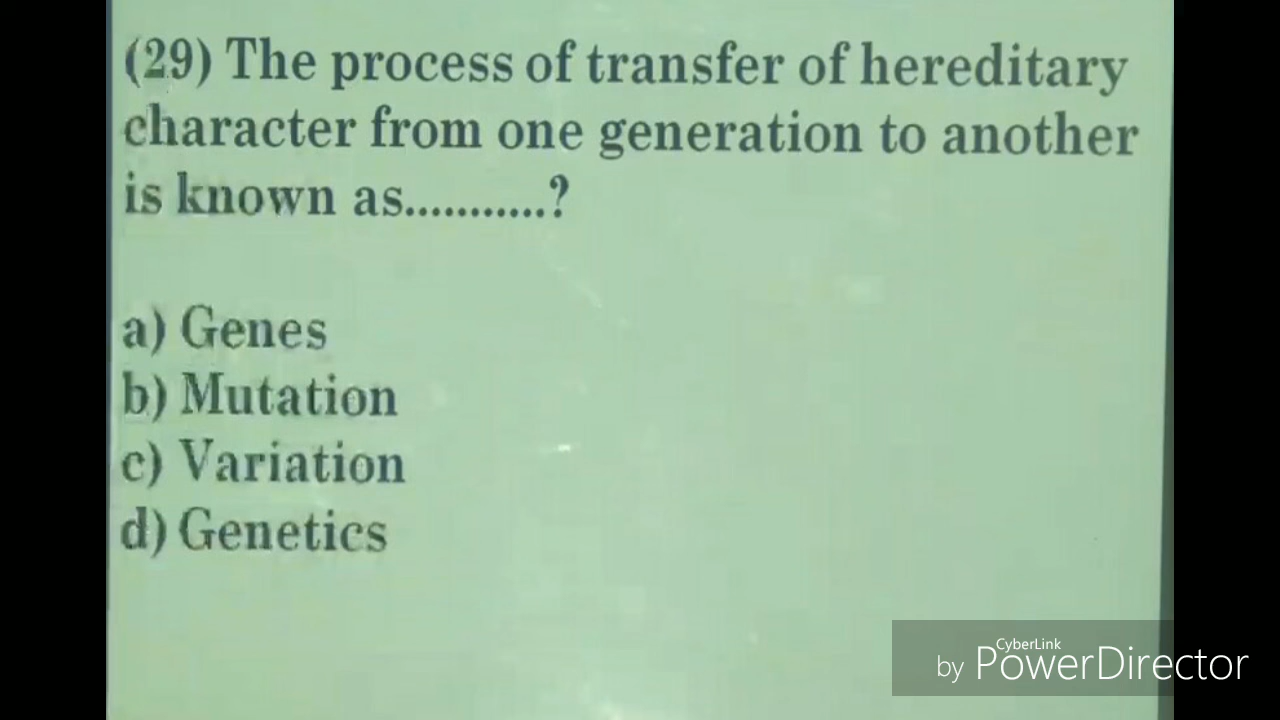 (29) The process of transfer of hereditary
character from one generation to another
is known as...........?
a) Genes
b) Mutation
c) Variation
d) Genetics
CyberLink
by PowerDirector